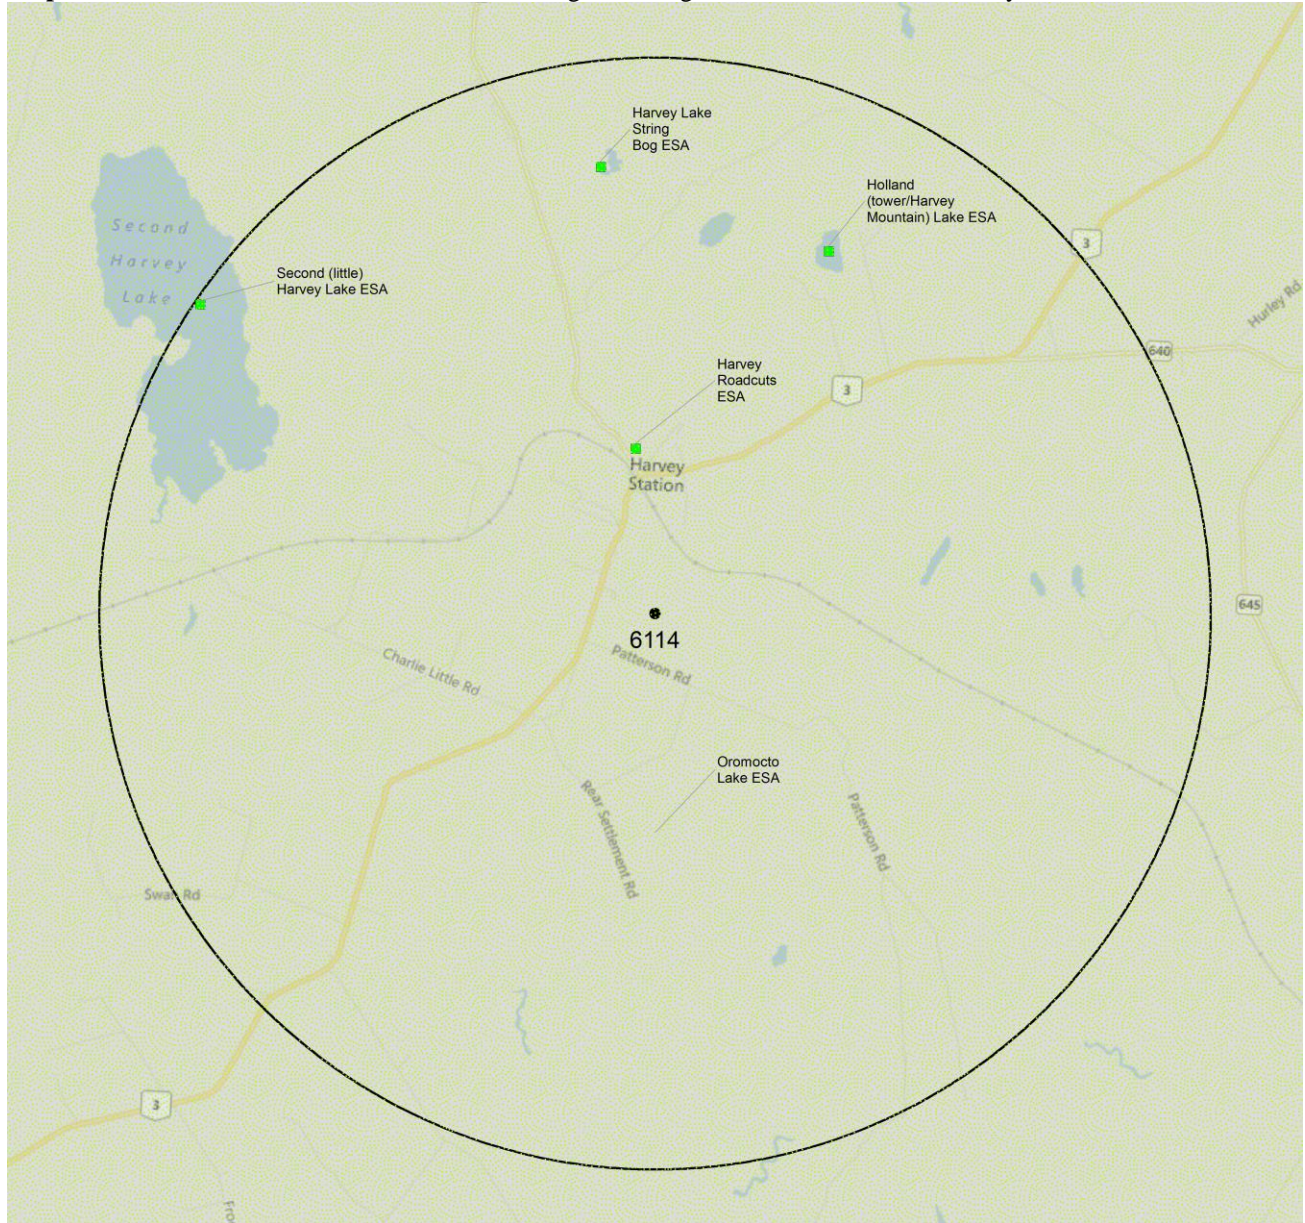 Harvey Lake
String
Bog ESA
Holland
(tower/Harvey
Mountain) Lake ESA
Second
Harvey
Lake
3
Second (little)
Harvey Lake ESA
Hurley Rd
640
Harvey
Roadcuts
ESA
3
Harvey
Station
645
6114
Patterson Rd
Charlie Little Rd
Oromocto
Lake ESA
Rear Settlement Rd
Patterson Rd
Swan Rd
3